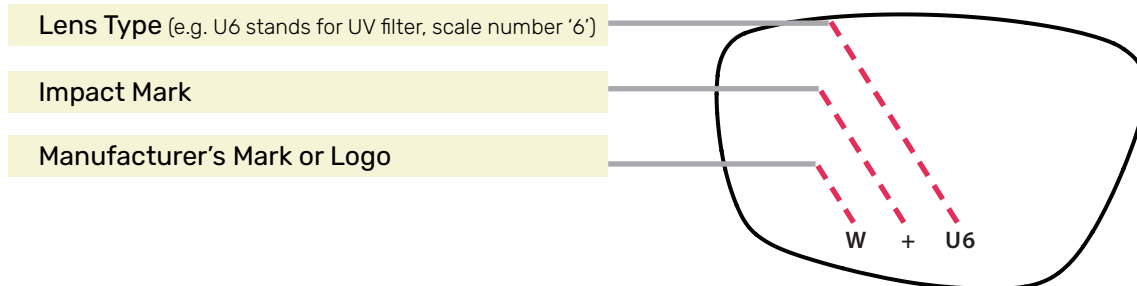 Lens Type (e.g. U6 stands for UV filter, scale number ‘6’)
Impact Mark
Manufacturer’s Mark or Logo
W + U6